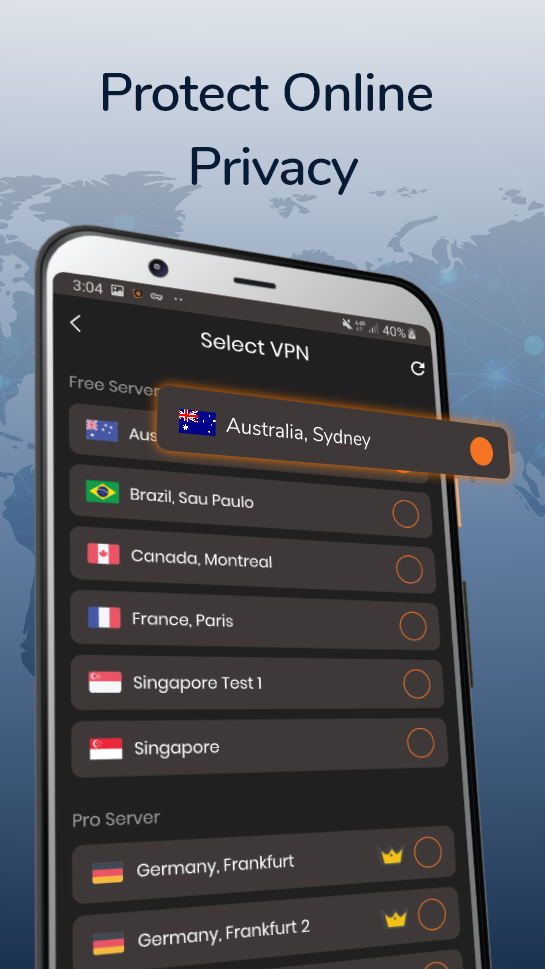 Protect Online
Privacy
3:04
40%
Select VPN
Free Server
Aus
Australia, Sydney
Brazil, Sau Paulo
Canada, Montreal
France, Paris
Singapore Test 1
Singapore
Pro Server
Germany, Frankfurt
Germany, Frankfurt 2